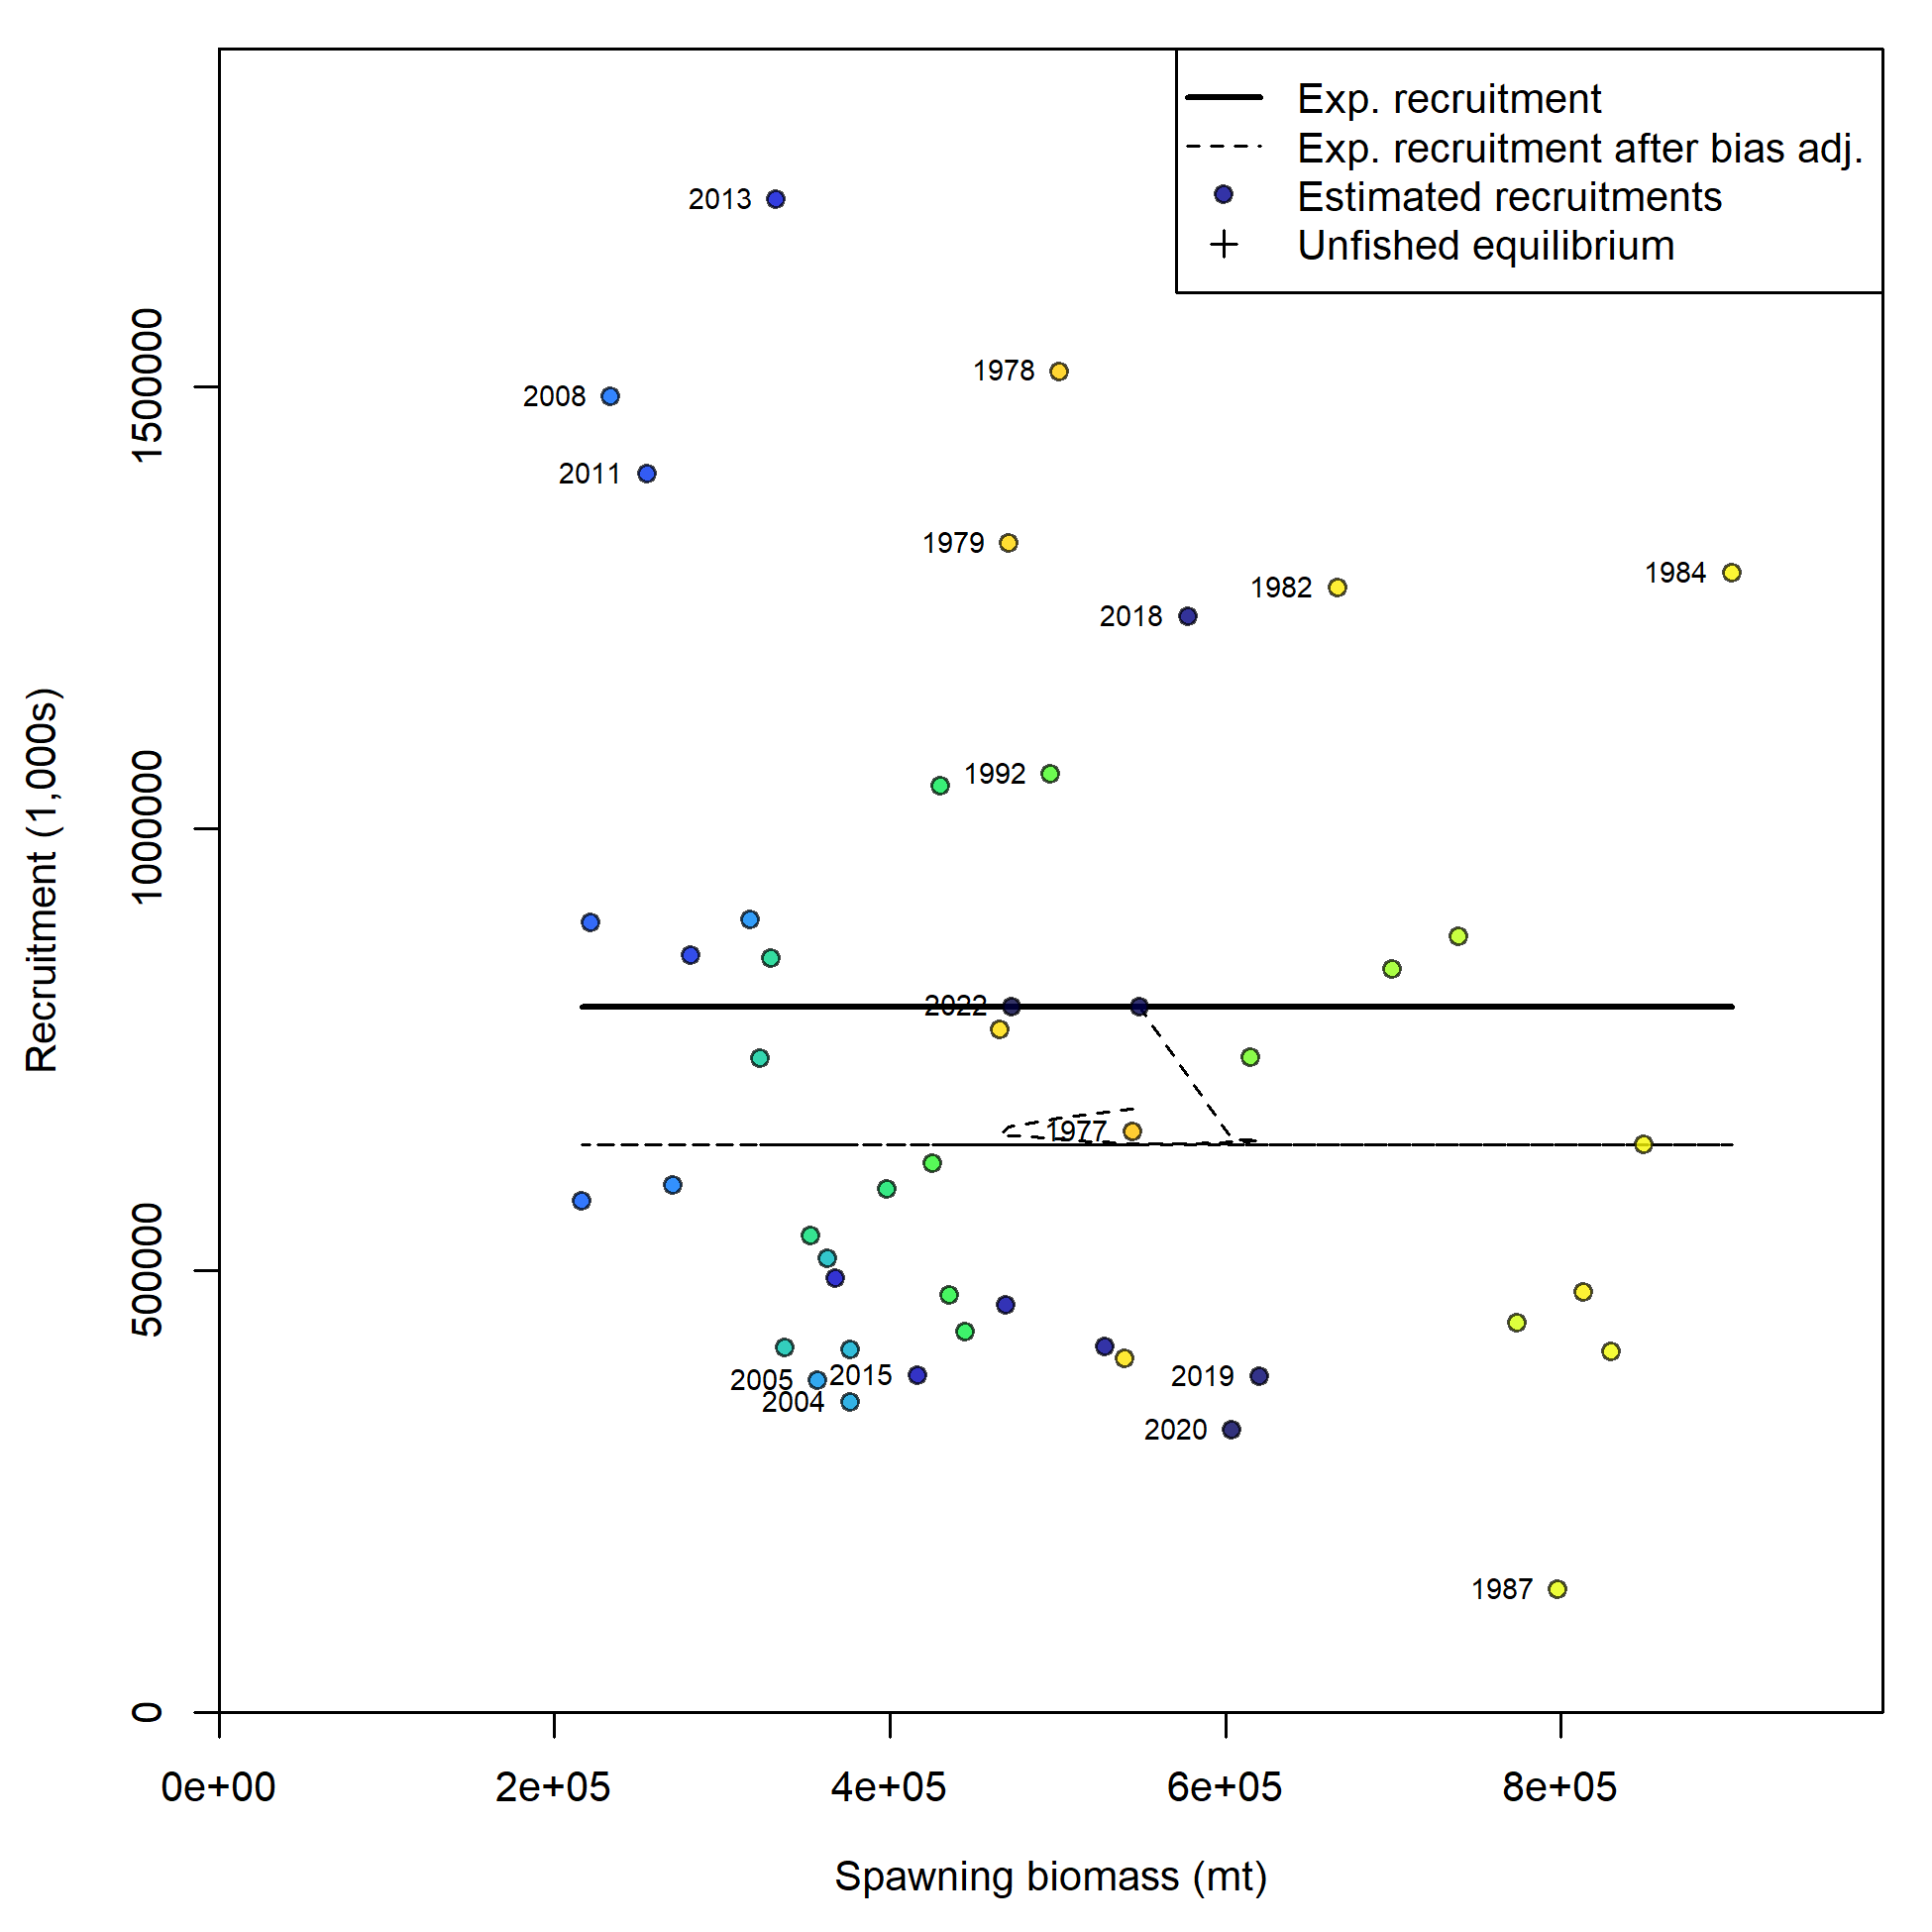 Exp. recruitment
Exp. recruitment after bias adj.
Estimated recruitments
Unfished equilibrium
2013
1978
2008
2011
1979
1984
1982
2018
1992
2022
1977
2005
2015
2019
2004
2020
1987
Recruitment (1,000s)
1500000
1000000
500000
0
0e+00
2e+05
4e+05
6e+05
8e+05
Spawning biomass (mt)